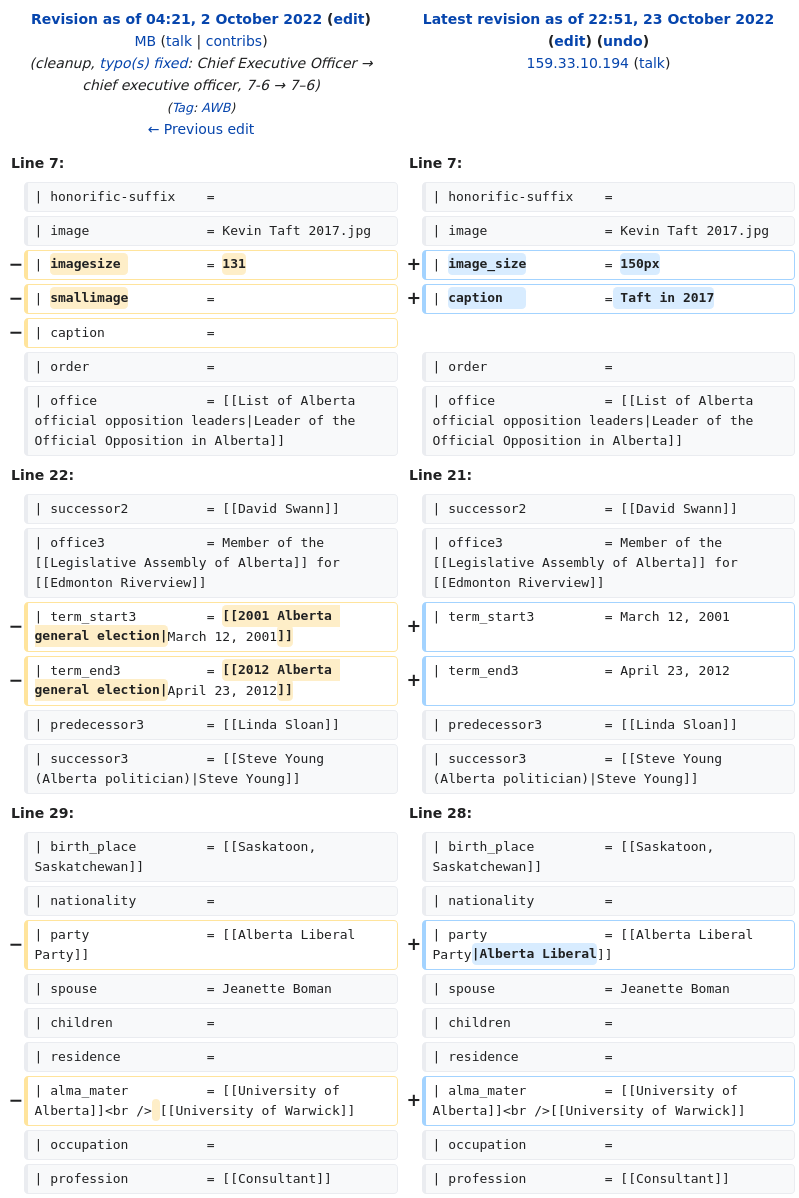 Revision as of 04:21, 2 October 2022 (edit)
MB (talk | contribs)
(cleanup, typo(s) fixed: Chief Executive Officer →
chief executive officer, 7-6 → 7–6)
(Tag: AWB)
← Previous edit
Latest revision as of 22:51, 23 October 2022
(edit) (undo)
159.33.10.194 (talk)
Line 7:
Line 7:
| honorific-suffix    =
| honorific-suffix    =
| image               = Kevin Taft 2017.jpg
| image               = Kevin Taft 2017.jpg
− | imagesize           = 131
+ | image_size          = 150px
− | smallimage          =
+ | caption             = Taft in 2017
− | caption             =
| order               =
| order               =
| office              = [[List of Alberta
official opposition leaders|Leader of the
Official Opposition in Alberta]]
| office              = [[List of Alberta
official opposition leaders|Leader of the
Official Opposition in Alberta]]
Line 22:
Line 21:
| successor2          = [[David Swann]]
| successor2          = [[David Swann]]
| office3             = Member of the
[[Legislative Assembly of Alberta]] for
[[Edmonton Riverview]]
| office3             = Member of the
[[Legislative Assembly of Alberta]] for
[[Edmonton Riverview]]
− | term_start3         = [[2001 Alberta
general election|March 12, 2001]]
+ | term_start3         = March 12, 2001
− | term_end3           = [[2012 Alberta
general election|April 23, 2012]]
+ | term_end3           = April 23, 2012
| predecessor3        = [[Linda Sloan]]
| predecessor3        = [[Linda Sloan]]
| successor3          = [[Steve Young
(Alberta politician)|Steve Young]]
| successor3          = [[Steve Young
(Alberta politician)|Steve Young]]
Line 29:
Line 28:
| birth_place         = [[Saskatoon,
Saskatchewan]]
| birth_place         = [[Saskatoon,
Saskatchewan]]
| nationality         =
| nationality         =
− | party               = [[Alberta Liberal
Party]]
+ | party               = [[Alberta Liberal
Party|Alberta Liberal]]
| spouse              = Jeanette Boman
| spouse              = Jeanette Boman
| children            =
| children            =
| residence           =
| residence           =
− | alma_mater          = [[University of
Alberta]]<br /> [[University of Warwick]]
+ | alma_mater          = [[University of
Alberta]]<br />[[University of Warwick]]
| occupation          =
| occupation          =
| profession          = [[Consultant]]
| profession          = [[Consultant]]